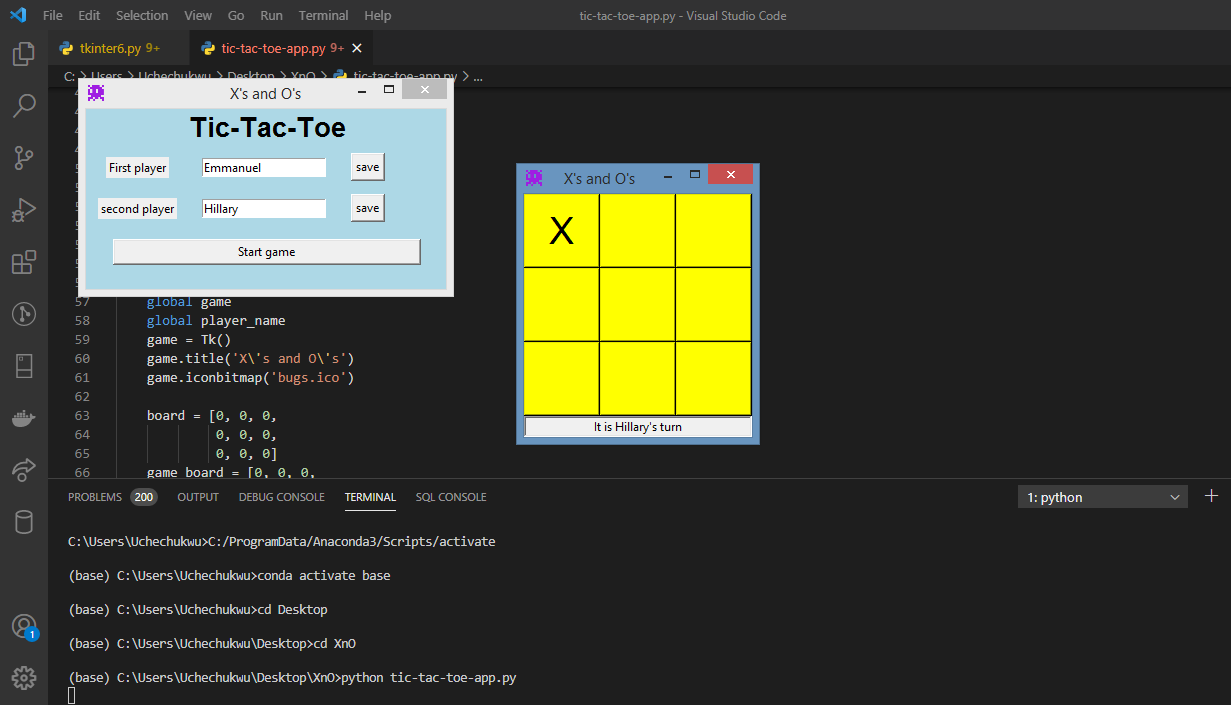 File Edit Selection View Go Run Terminal Help tic-tac-toe-app.py - Visual Studio Code
tkinter6.py 9+ tic-tac-toe-app.py 9+
C: > Users > Uchechukwu > Desktop > XnO > tic-tac-toe-app.py > ...
X's and O's
Tic-Tac-Toe
First player Emmanuel save
second player Hillary save
Start game
X's and O's
X
It is Hillary's turn
57 global game
58 global player_name
59 game = Tk()
60 game.title('X\'s and O\'s')
61 game.iconbitmap('bugs.ico')
62
63 board = [0, 0, 0,
64 0, 0, 0,
65 0, 0, 0]
66 game_board = [0, 0, 0,
PROBLEMS 200 OUTPUT DEBUG CONSOLE TERMINAL SQL CONSOLE 1: python
C:\Users\Uchechukwu>C:/ProgramData/Anaconda3/Scripts/activate
(base) C:\Users\Uchechukwu>conda activate base
(base) C:\Users\Uchechukwu>cd Desktop
(base) C:\Users\Uchechukwu\Desktop>cd XnO
(base) C:\Users\Uchechukwu\Desktop\XnO>python tic-tac-toe-app.py
1